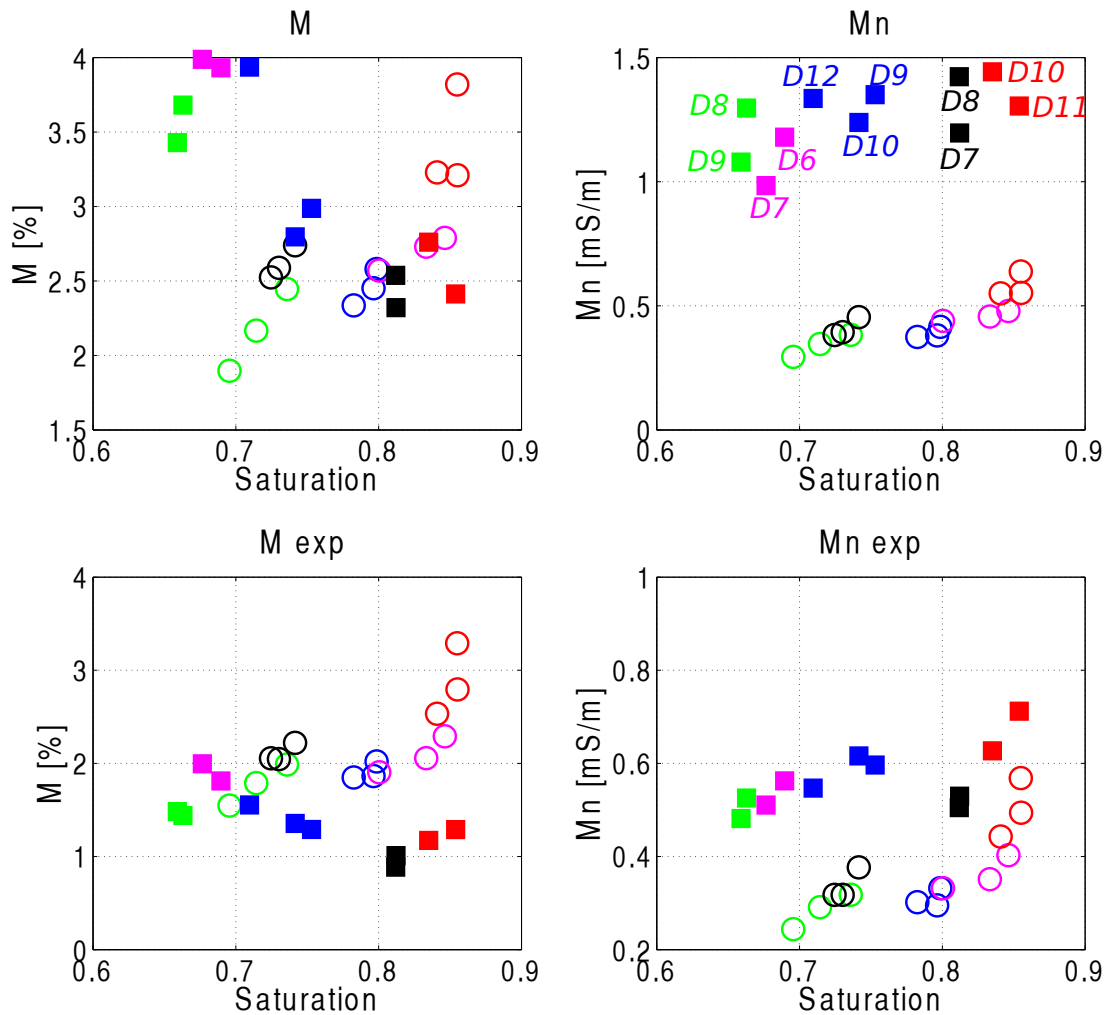 M
4
3.5
3
2.5
2
1.5
M [%]
0.6
0.7
0.8
0.9
Saturation
Mn
1.5
1
0.5
0
Mn [mS/m]
D12
D9
D10
D8
D8
D11
D10
D7
D9
D6
D7
0.6
0.7
0.8
0.9
Saturation
M exp
4
3
2
1
0
M [%]
0.6
0.7
0.8
0.9
Saturation
Mn exp
1
0.8
0.6
0.4
0.2
Mn [mS/m]
0.6
0.7
0.8
0.9
Saturation